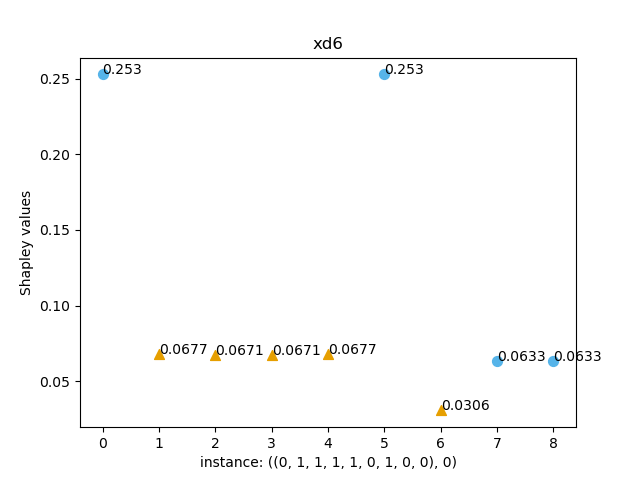 xd6
0.253 0.253
0.25
0.20
0.15
0.10
0.05
Shapley values
0.0677 0.0671 0.0671 0.0677
0.0633 0.0633
0.0306
0 1 2 3 4 5 6 7 8
instance: ((0, 1, 1, 1, 1, 0, 1, 0, 0), 0)